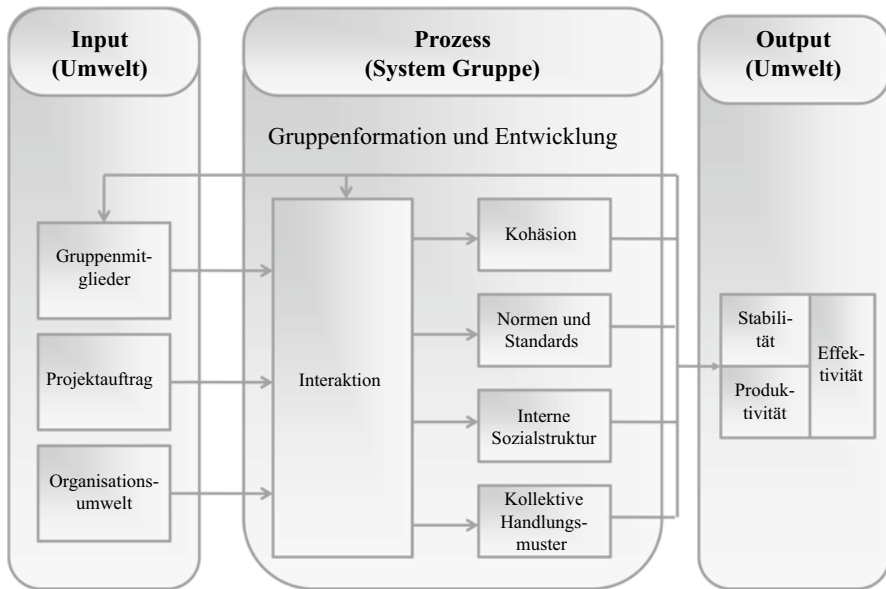 Input
(Umwelt)
Prozess
(System Gruppe)
Output
(Umwelt)
Gruppenformation und Entwicklung
Gruppenmit-
glieder
Projektauftrag
Organisations-
umwelt
Interaktion
Kohäsion
Normen und
Standards
Interne
Sozialstruktur
Kollektive
Handlungs-
muster
Stabili-
tät
Produk-
tivität
Effek-
tivität